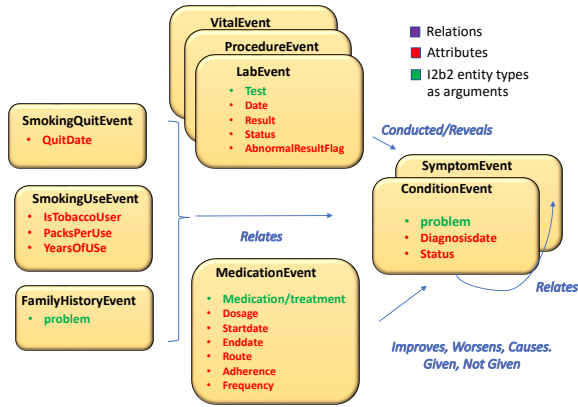 VitalEvent
ProcedureEvent
LabEvent
• Test
• Date
• Result
• Status
• AbnormalResultFlag
Relations
Attributes
I2b2 entity types
as arguments
SmokingQuitEvent
• QuitDate
SmokingUseEvent
• IsTobaccoUser
• PacksPerUse
• YearsOfUSe
FamilyHistoryEvent
• problem
Conducted/Reveals
Relates
SymptomEvent
ConditionEvent
• problem
• Diagnosisdate
• Status
Relates
MedicationEvent
• Medication/treatment
• Dosage
• Startdate
• Enddate
• Route
• Adherence
• Frequency
Improves, Worsens, Causes.
Given, Not Given